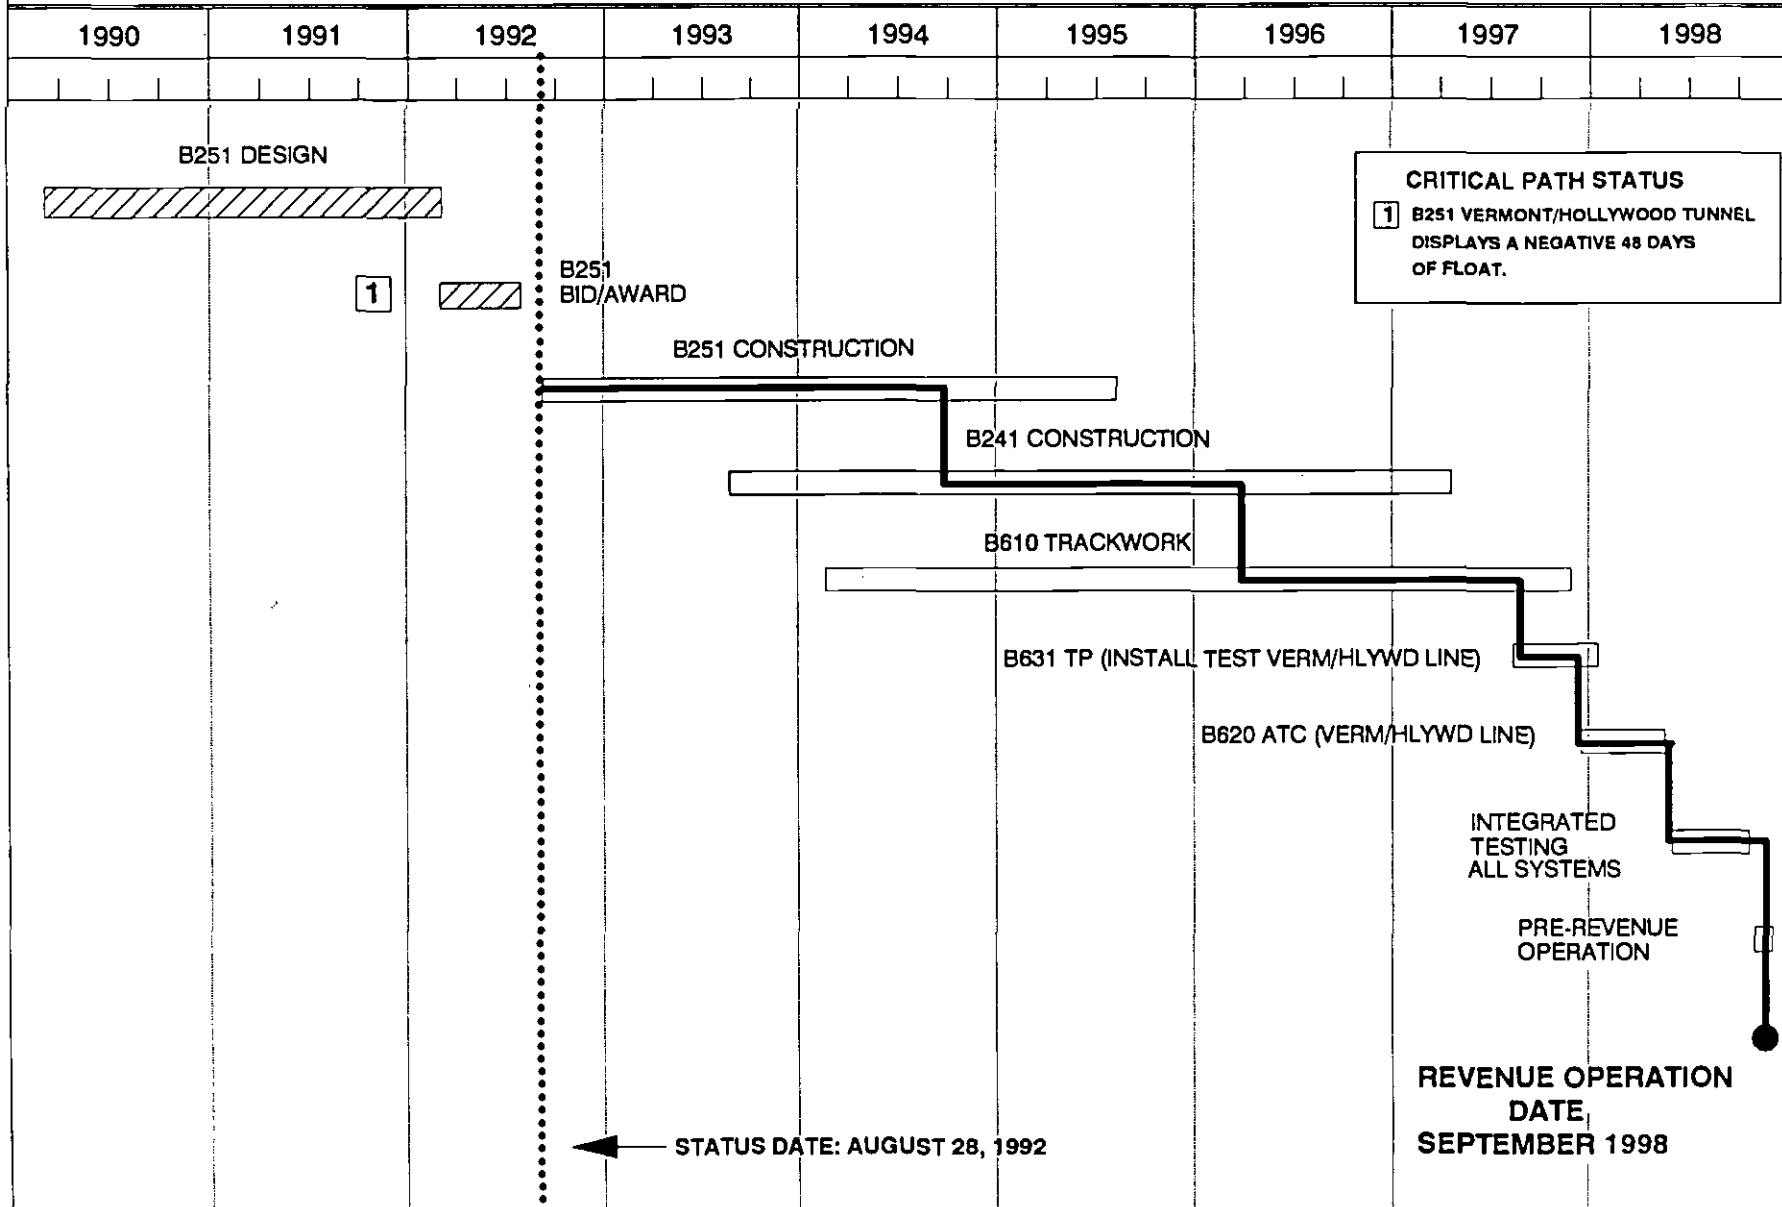 1990 1991 1992 1993 1994 1995 1996 1997 1998
B251 DESIGN
CRITICAL PATH STATUS
1 B251 VERMONT/HOLLYWOOD TUNNEL
DISPLAYS A NEGATIVE 48 DAYS
OF FLOAT.
1
B251
BID/AWARD
B251 CONSTRUCTION
B241 CONSTRUCTION
B610 TRACKWORK
B631 TP (INSTALL TEST VERM/HLYWD LINE)
B620 ATC (VERM/HLYWD LINE)
INTEGRATED
TESTING
ALL SYSTEMS
PRE-REVENUE
OPERATION
REVENUE OPERATION
DATE
SEPTEMBER 1998
STATUS DATE: AUGUST 28, 1992